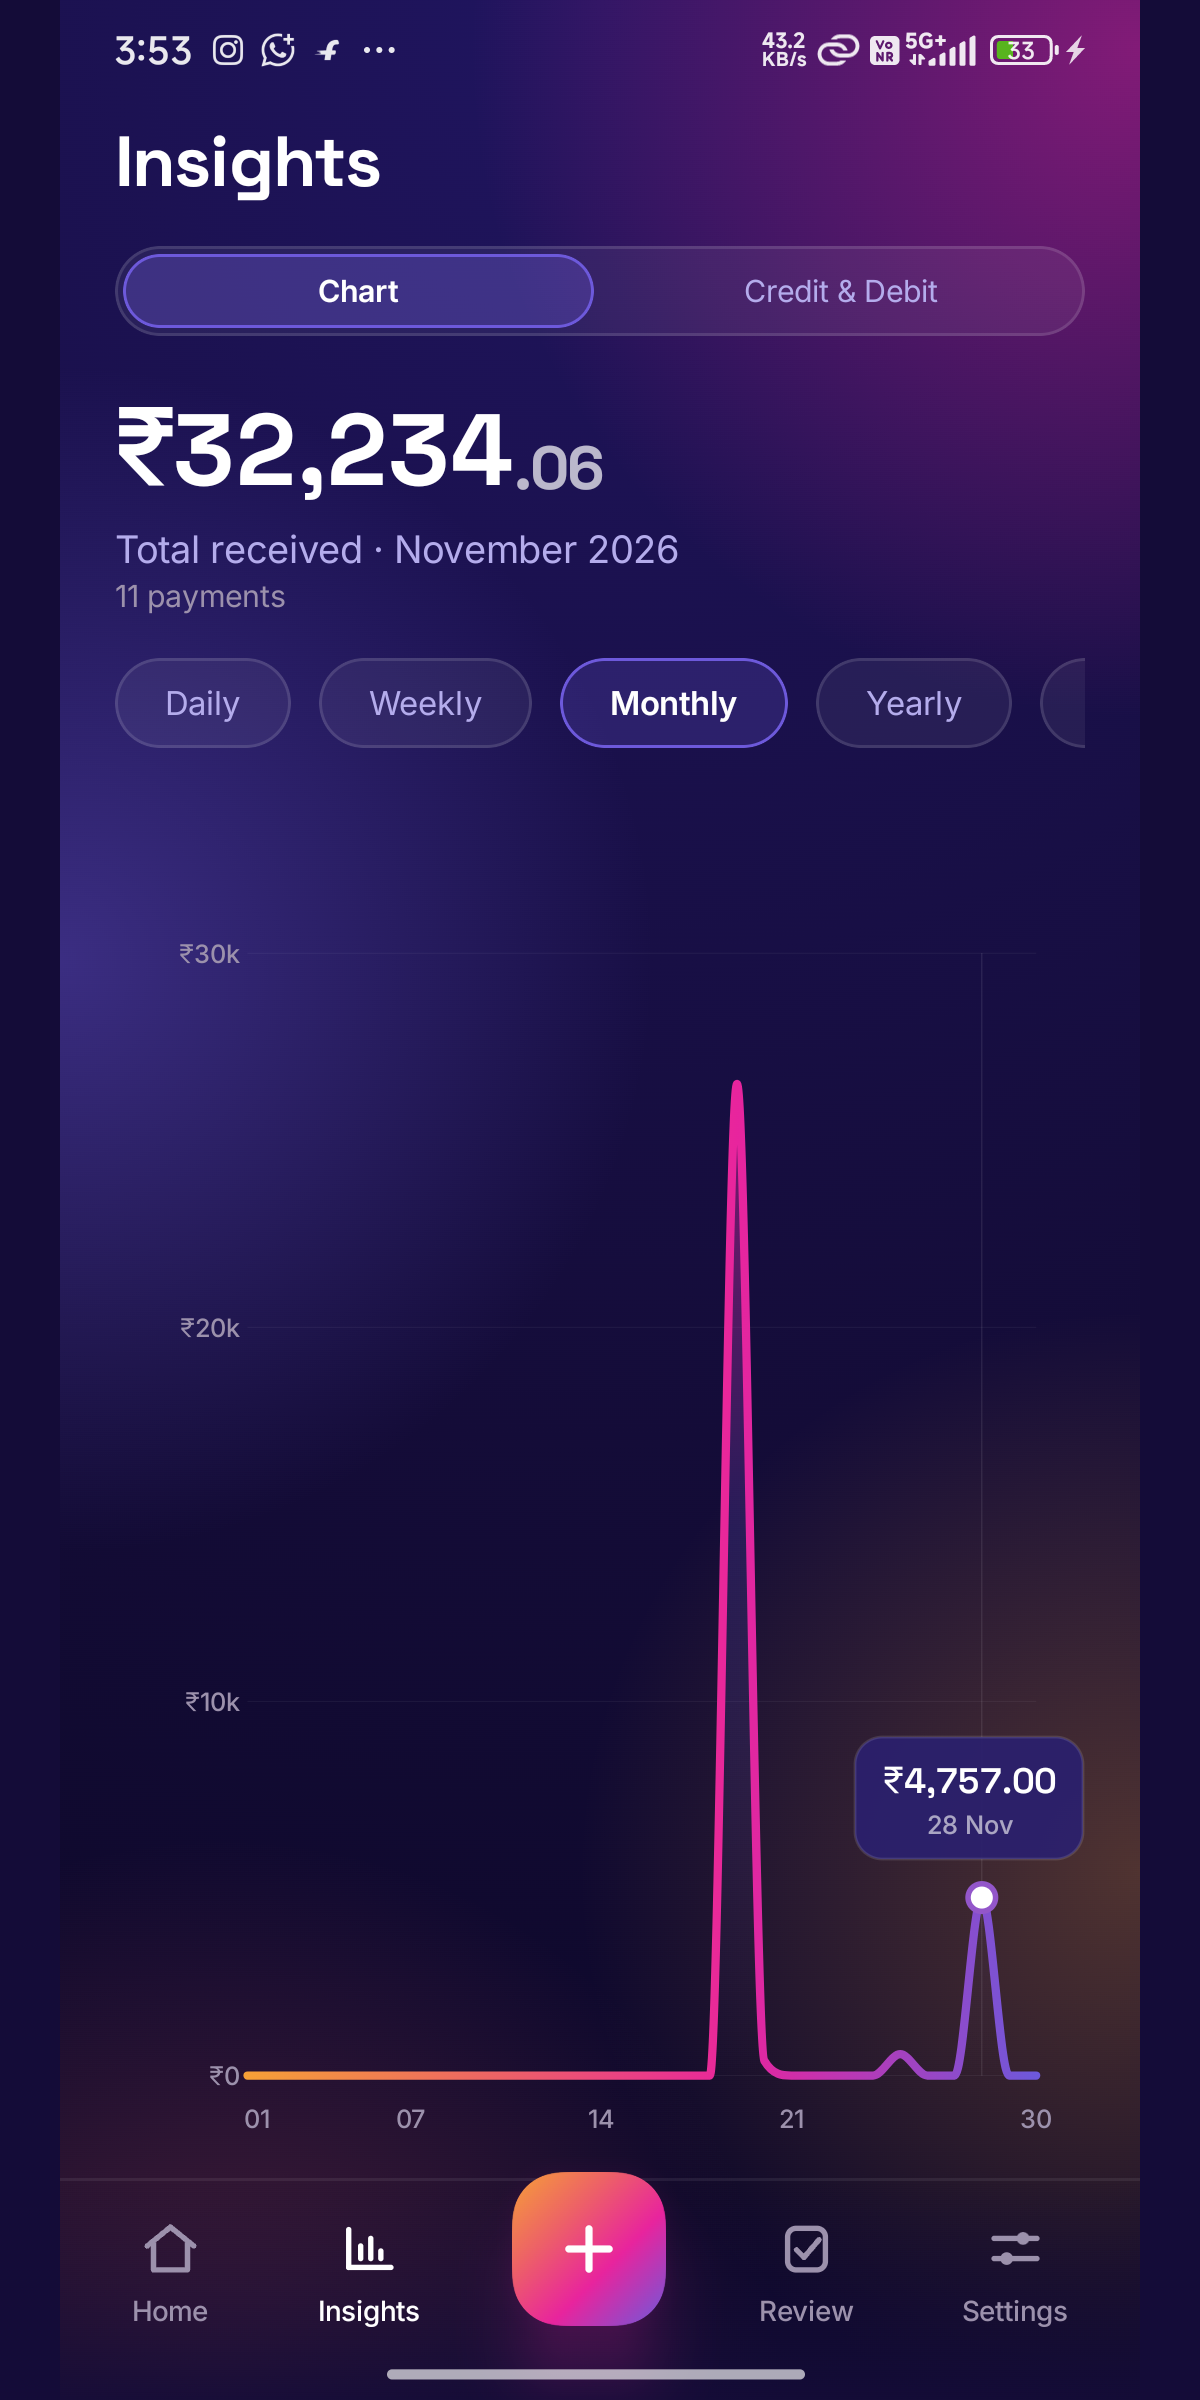 3:53 ... 43.2 KB/s Vo NR 5G+ 33
Insights
Chart Credit & Debit
₹32,234.06
Total received · November 2026
11 payments
Daily Weekly Monthly Yearly
₹30k
₹20k
₹10k
₹4,757.00
28 Nov
₹0
01 07 14 21 30
Home Insights + Review Settings